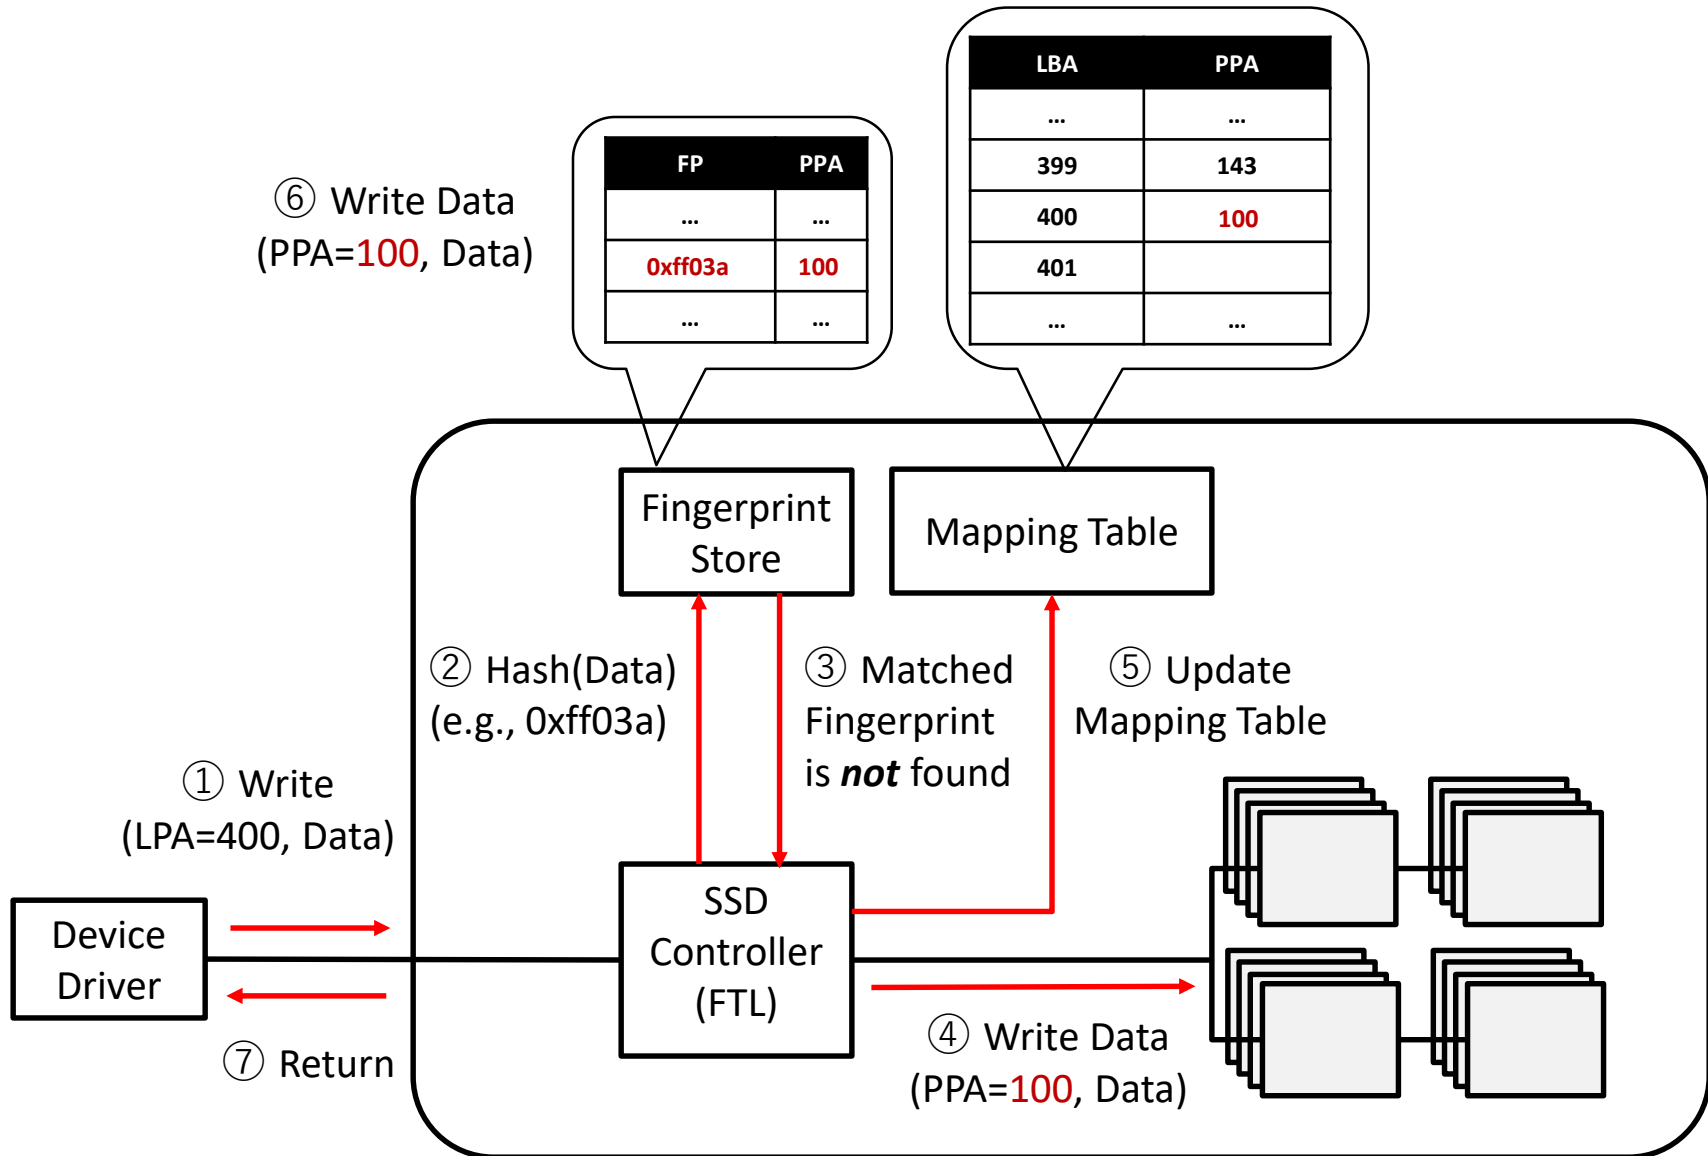 LBA PPA
... ...
399 143
400 100
401
... ...
FP PPA
... ...
0xff03a 100
... ...
⑥ Write Data
(PPA=100, Data)
Fingerprint
Store
Mapping Table
② Hash(Data)
(e.g., 0xff03a)
③ Matched
Fingerprint
is not found
⑤ Update
Mapping Table
① Write
(LPA=400, Data)
Device
Driver
SSD
Controller
(FTL)
④ Write Data
(PPA=100, Data)
⑦ Return